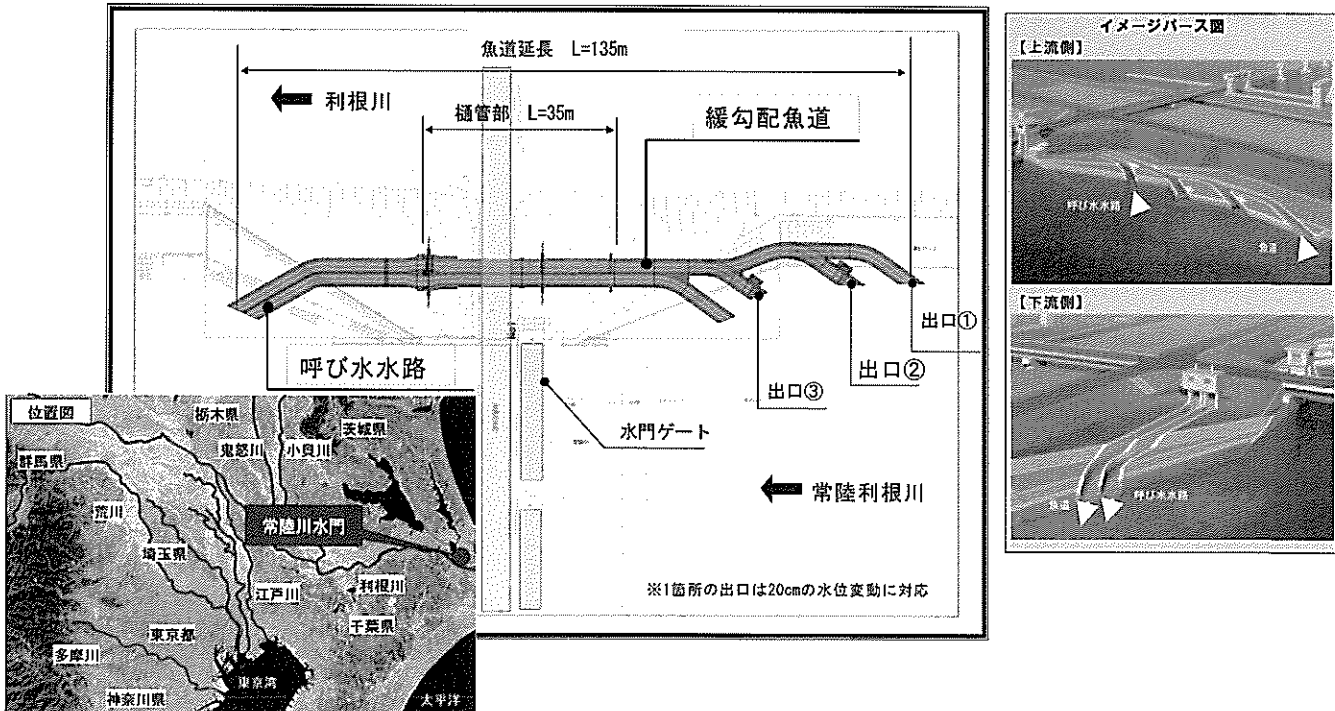 魚道延長 L=135m
利根川
樋管部 L=35m
緩勾配魚道
出口①
出口②
出口③
呼び水水路
水門ゲート
常陸利根川
※1箇所の出口は20cmの水位変動に対応
位置図
栃木県
茨城県
群馬県
鬼怒川
小貝川
荒川
常陸川水門
埼玉県
江戸川
利根川
東京都
千葉県
多摩川
東京湾
神奈川県
太平洋
イメージパース図
【上流側】
呼び水水路
魚道
【下流側】
魚道
呼び水水路